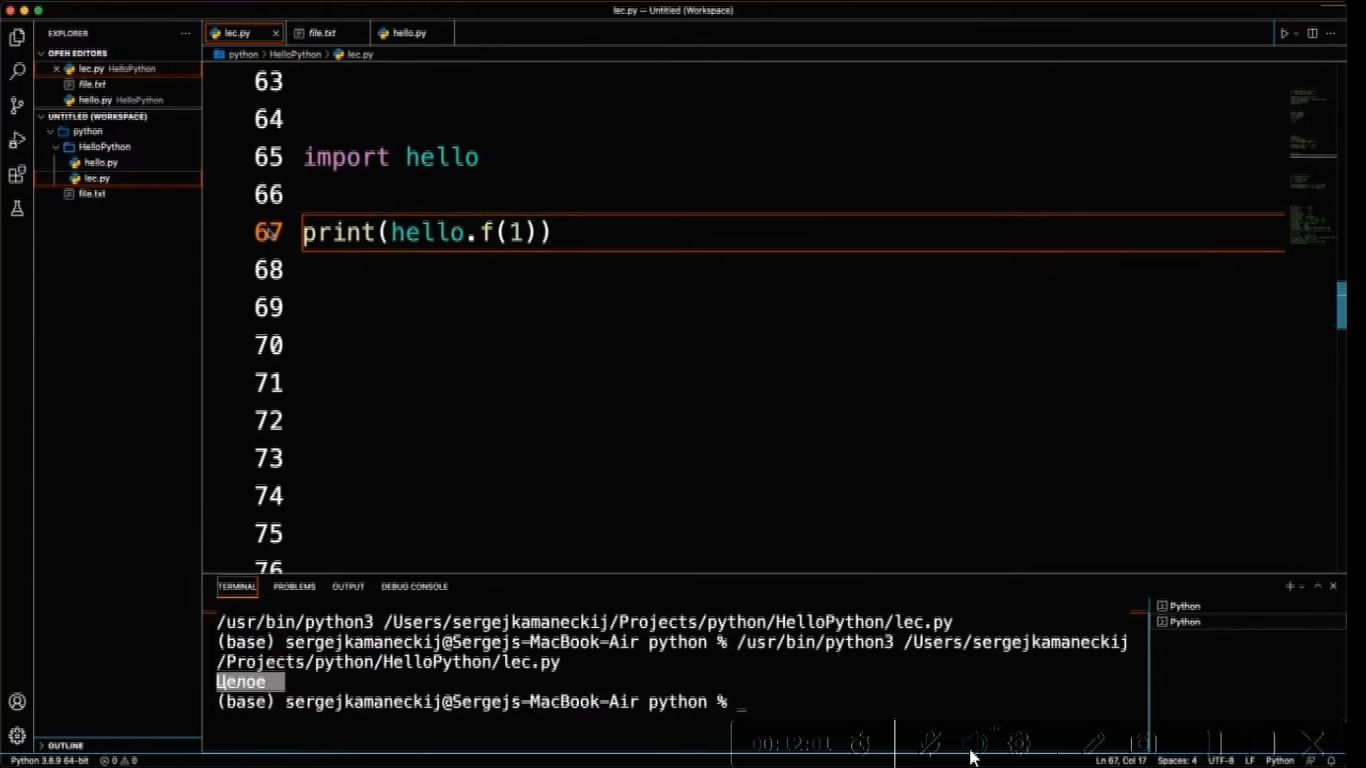 lec.py — Untitled (Workspace)
EXPLORER
lec.py
file.txt
hello.py
OPEN EDITORS
python > HelloPython > lec.py
lec.py HelloPython
file.txt
hello.py HelloPython
UNTITLED (WORKSPACE)
python
HelloPython
hello.py
lec.py
file.txt
63
64
65 import hello
66
67 print(hello.f(1))
68
69
70
71
72
73
74
75
76
TERMINAL PROBLEMS OUTPUT DEBUG CONSOLE
/usr/bin/python3 /Users/sergejkamaneckij/Projects/python/HelloPython/lec.py
(base) sergejkamaneckij@Sergejs-MacBook-Air python % /usr/bin/python3 /Users/sergejkamaneckij
/Projects/python/HelloPython/lec.py
Целое
(base) sergejkamaneckij@Sergejs-MacBook-Air python %
Python
Python
00:12:01
OUTLINE
Python 3.8.9 64-bit 0 0 Ln 67, Col 17 Spaces: 4 UTF-8 LF Python